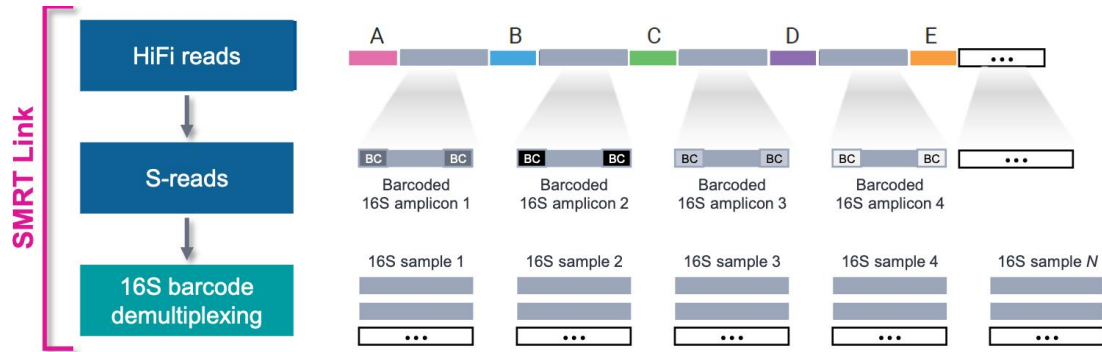 SMRT Link
HiFi reads
S-reads
16S barcode
demultiplexing
A B C D E
•••
BC BC BC BC BC BC BC BC •••
Barcoded Barcoded Barcoded Barcoded
16S amplicon 1 16S amplicon 2 16S amplicon 3 16S amplicon 4
16S sample 1 16S sample 2 16S sample 3 16S sample 4 16S sample N
••• ••• ••• ••• •••